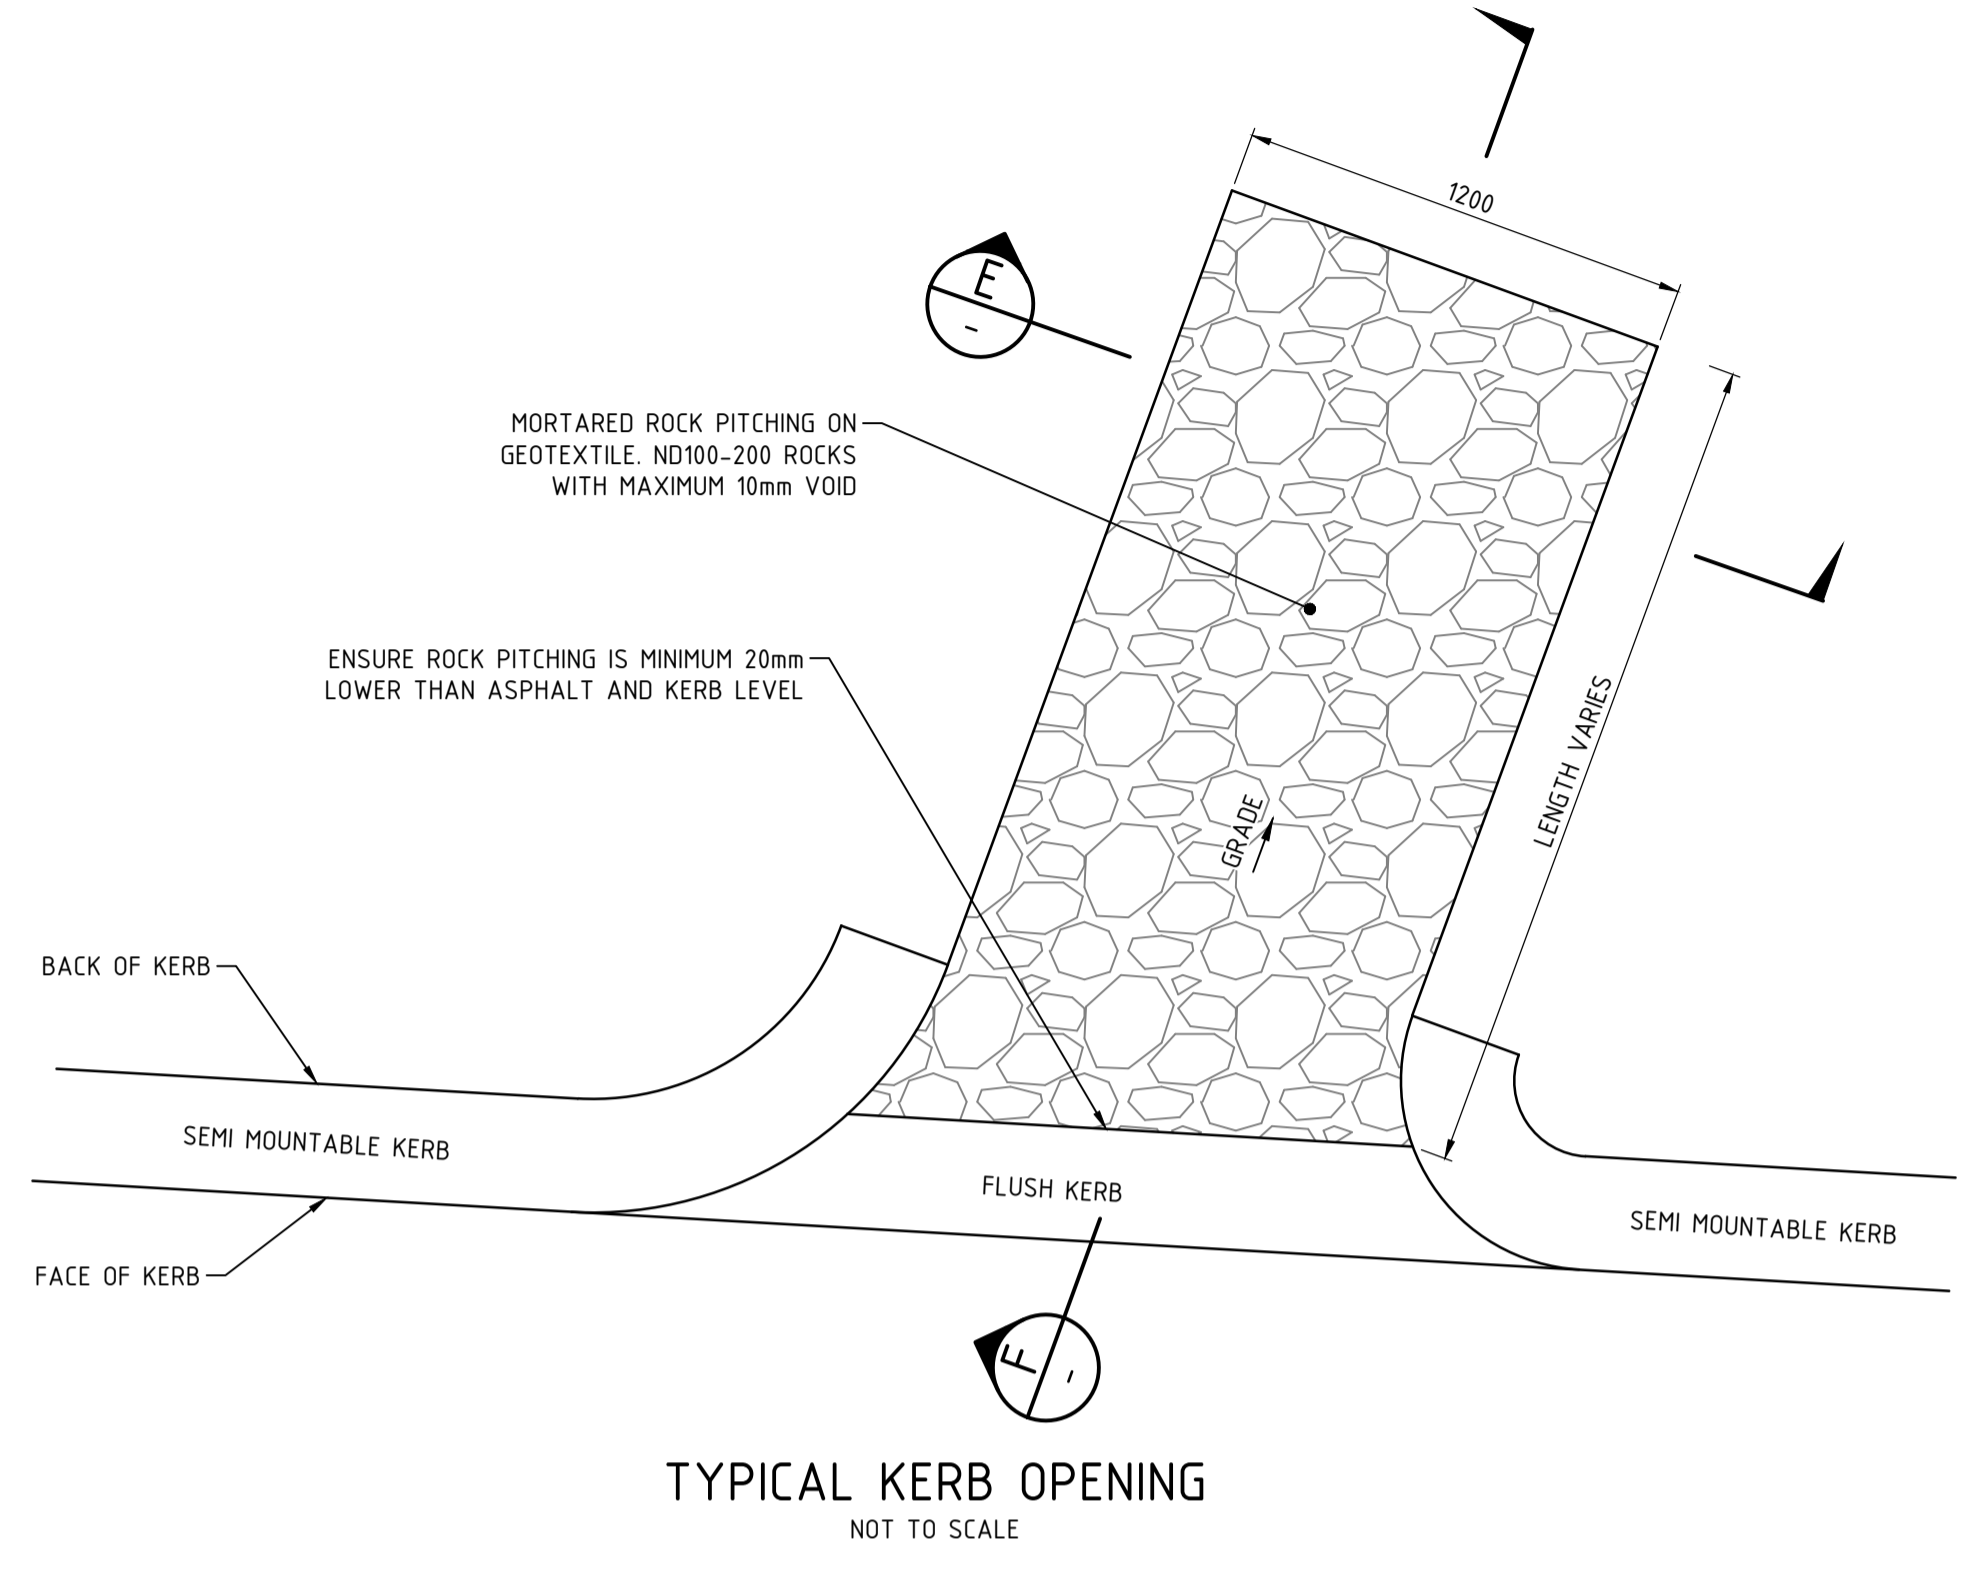 1200
E
-
MORTARED ROCK PITCHING ON
GEOTEXTILE. ND100-200 ROCKS
WITH MAXIMUM 10mm VOID
ENSURE ROCK PITCHING IS MINIMUM 20mm
LOWER THAN ASPHALT AND KERB LEVEL
LENGTH VARIES
GRADE
BACK OF KERB
SEMI MOUNTABLE KERB
FLUSH KERB
SEMI MOUNTABLE KERB
FACE OF KERB
F
-
TYPICAL KERB OPENING
NOT TO SCALE